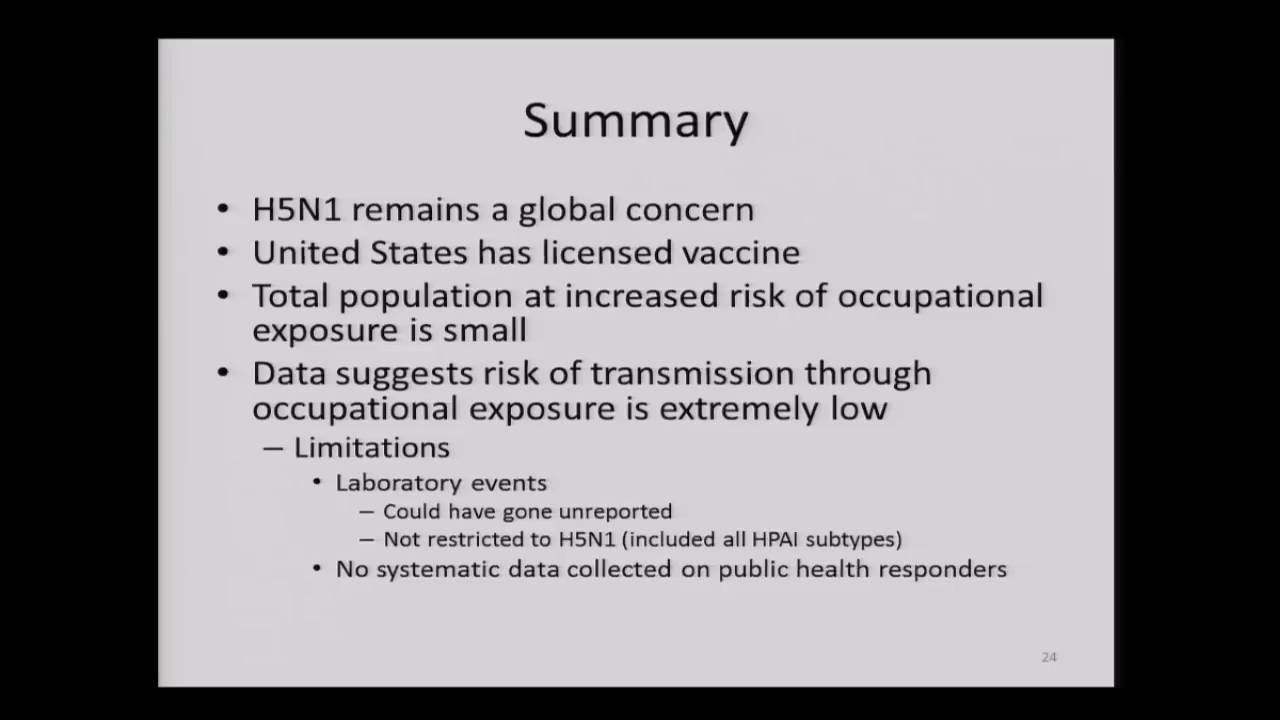 Summary
• H5N1 remains a global concern
• United States has licensed vaccine
• Total population at increased risk of occupational
exposure is small
• Data suggests risk of transmission through
occupational exposure is extremely low
– Limitations
• Laboratory events
– Could have gone unreported
– Not restricted to H5N1 (included all HPAI subtypes)
• No systematic data collected on public health responders
24